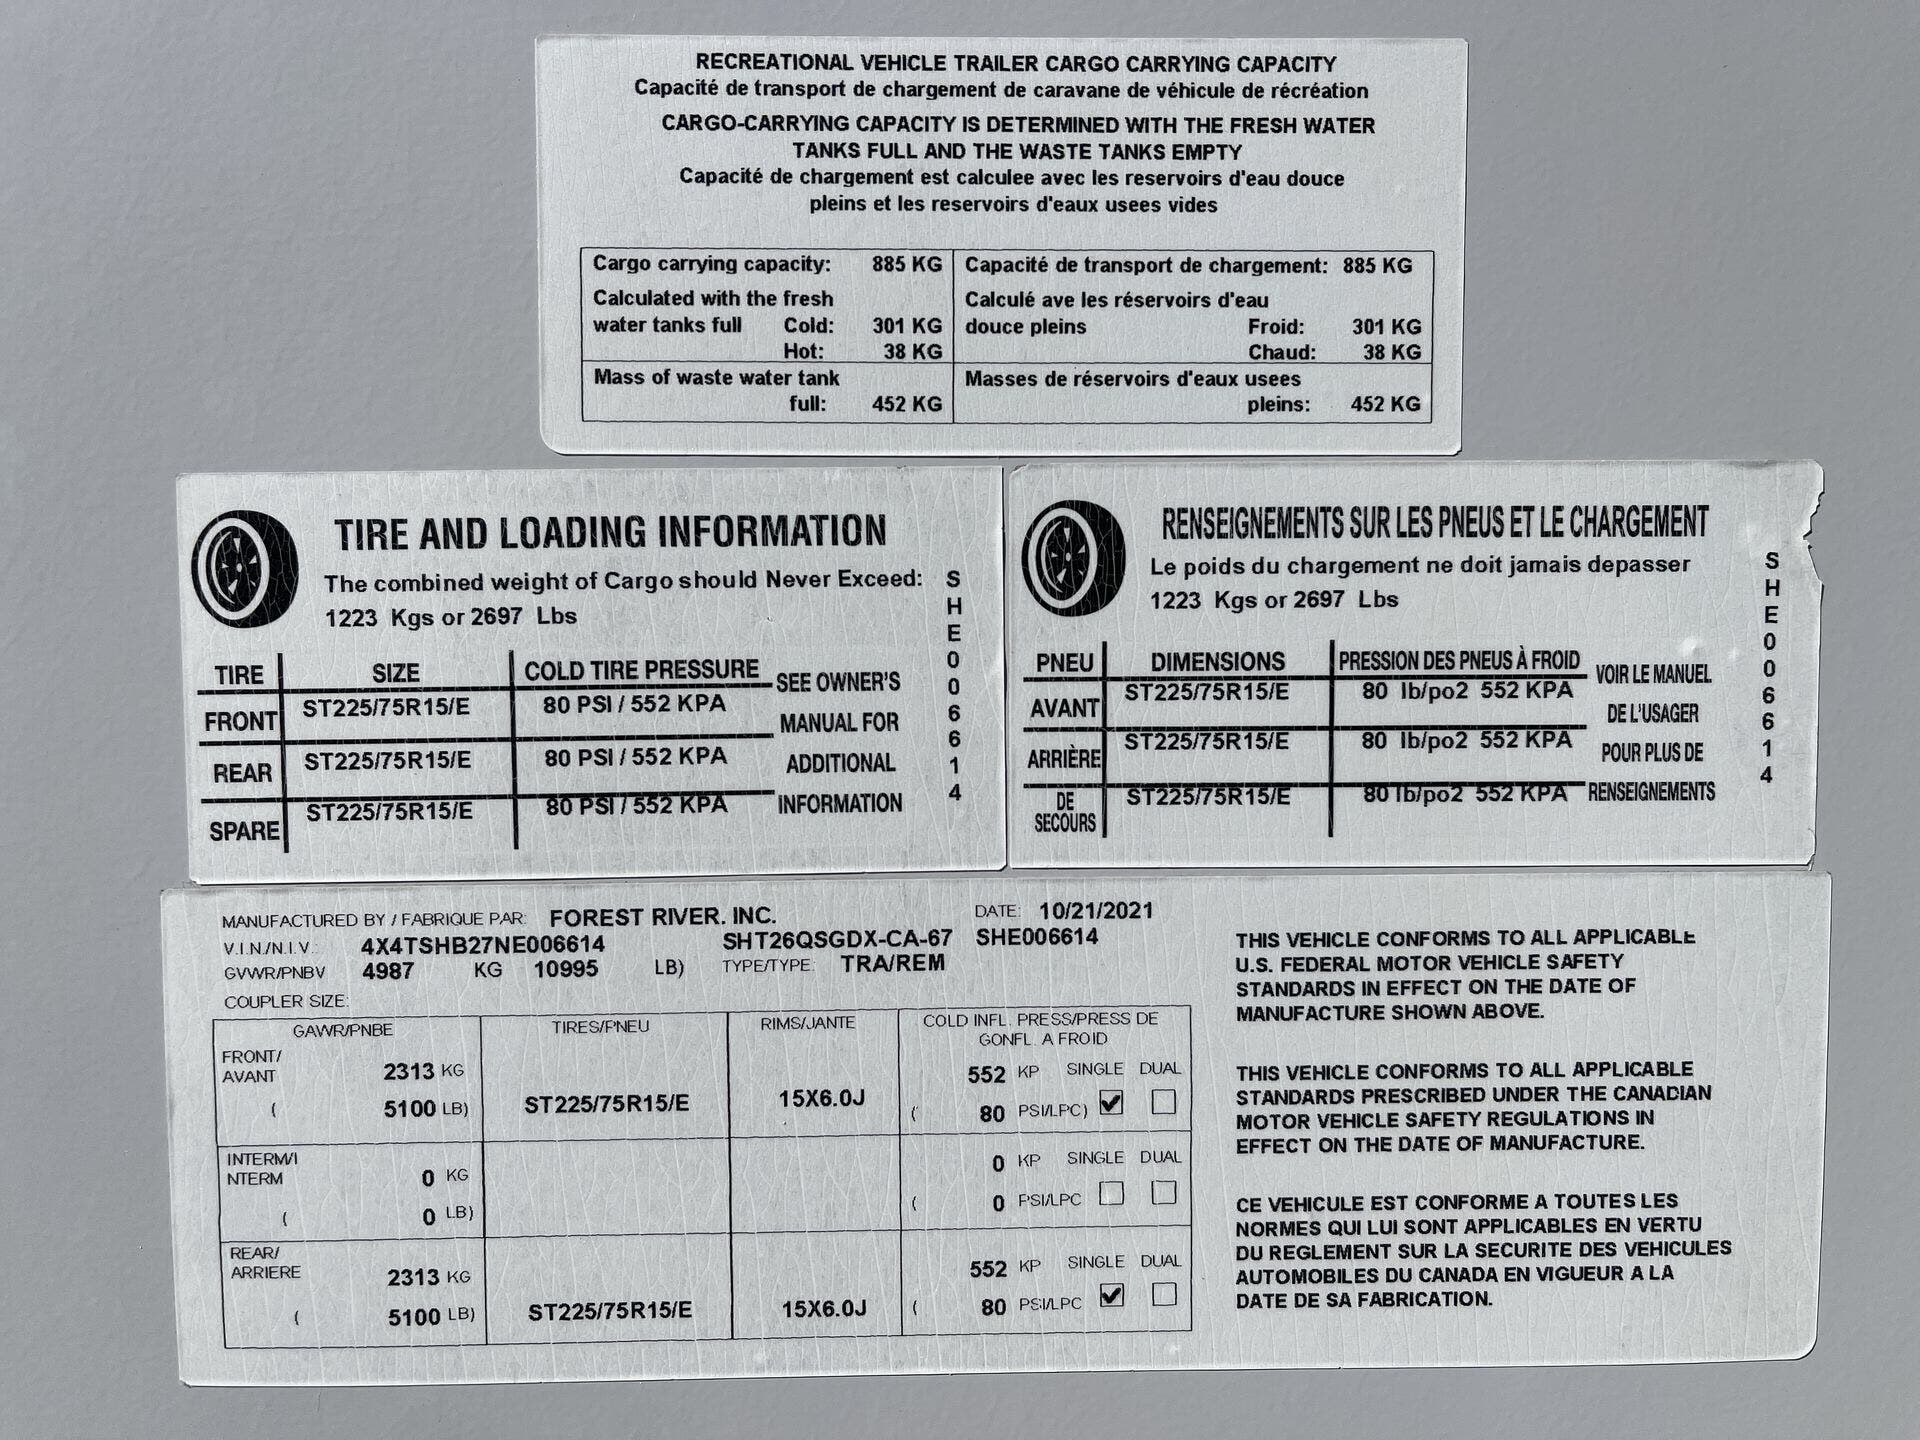 RECREATIONAL VEHICLE TRAILER CARGO CARRYING CAPACITY
Capacité de transport de chargement de caravane de véhicule de récréation
CARGO-CARRYING CAPACITY IS DETERMINED WITH THE FRESH WATER
TANKS FULL AND THE WASTE TANKS EMPTY
Capacité de chargement est calculee avec les reservoirs d'eau douce
pleins et les reservoirs d'eaux usees vides
Cargo carrying capacity: 885 KG
Calculated with the fresh
water tanks full Cold: 301 KG
Hot: 38 KG
Mass of waste water tank
full: 452 KG
Capacité de transport de chargement: 885 KG
Calculé ave les réservoirs d'eau
douce pleins Froid: 301 KG
Chaud: 38 KG
Masses de réservoirs d'eaux usees
pleins: 452 KG
TIRE AND LOADING INFORMATION
The combined weight of Cargo should Never Exceed:
1223 Kgs or 2697 Lbs
TIRE SIZE COLD TIRE PRESSURE
FRONT ST225/75R15/E 80 PSI / 552 KPA
REAR ST225/75R15/E 80 PSI / 552 KPA
SPARE ST225/75R15/E 80 PSI / 552 KPA
SEE OWNER'S
MANUAL FOR
ADDITIONAL
INFORMATION
SHE006614
RENSEIGNEMENTS SUR LES PNEUS ET LE CHARGEMENT
Le poids du chargement ne doit jamais depasser
1223 Kgs or 2697 Lbs
PNEU DIMENSIONS PRESSION DES PNEUS À FROID
AVANT ST225/75R15/E 80 lb/po2 552 KPA
ARRIÈRE ST225/75R15/E 80 lb/po2 552 KPA
DE
SECOURS ST225/75R15/E 80 lb/po2 552 KPA
VOIR LE MANUEL
DE L'USAGER
POUR PLUS DE
RENSEIGNEMENTS
SHE006614
MANUFACTURED BY / FABRIQUE PAR: FOREST RIVER. INC. DATE: 10/21/2021
V.I.N./N.I.V.: 4X4TSHB27NE006614 SHT26QSGDX-CA-67 SHE006614
GVWR/PNBV 4987 KG 10995 LB) TYPE/TYPE: TRA/REM
COUPLER SIZE:
GAWR/PNBE TIRES/PNEU RIMS/JANTE COLD INFL. PRESS/PRESS DE
GONFL. A FROID
FRONT/
AVANT 2313 KG 552 KP SINGLE DUAL
( 5100 LB) ST225/75R15/E 15X6.0J ( 80 PSI/LPC)
INTERM/I
NTERM 0 KG 0 KP SINGLE DUAL
( 0 LB) ( 0 PSI/LPC
REAR/
ARRIERE 2313 KG 552 KP SINGLE DUAL
( 5100 LB) ST225/75R15/E 15X6.0J ( 80 PSI/LPC
THIS VEHICLE CONFORMS TO ALL APPLICABLE
U.S. FEDERAL MOTOR VEHICLE SAFETY
STANDARDS IN EFFECT ON THE DATE OF
MANUFACTURE SHOWN ABOVE.
THIS VEHICLE CONFORMS TO ALL APPLICABLE
STANDARDS PRESCRIBED UNDER THE CANADIAN
MOTOR VEHICLE SAFETY REGULATIONS IN
EFFECT ON THE DATE OF MANUFACTURE.
CE VEHICULE EST CONFORME A TOUTES LES
NORMES QUI LUI SONT APPLICABLES EN VERTU
DU REGLEMENT SUR LA SECURITE DES VEHICULES
AUTOMOBILES DU CANADA EN VIGUEUR A LA
DATE DE SA FABRICATION.